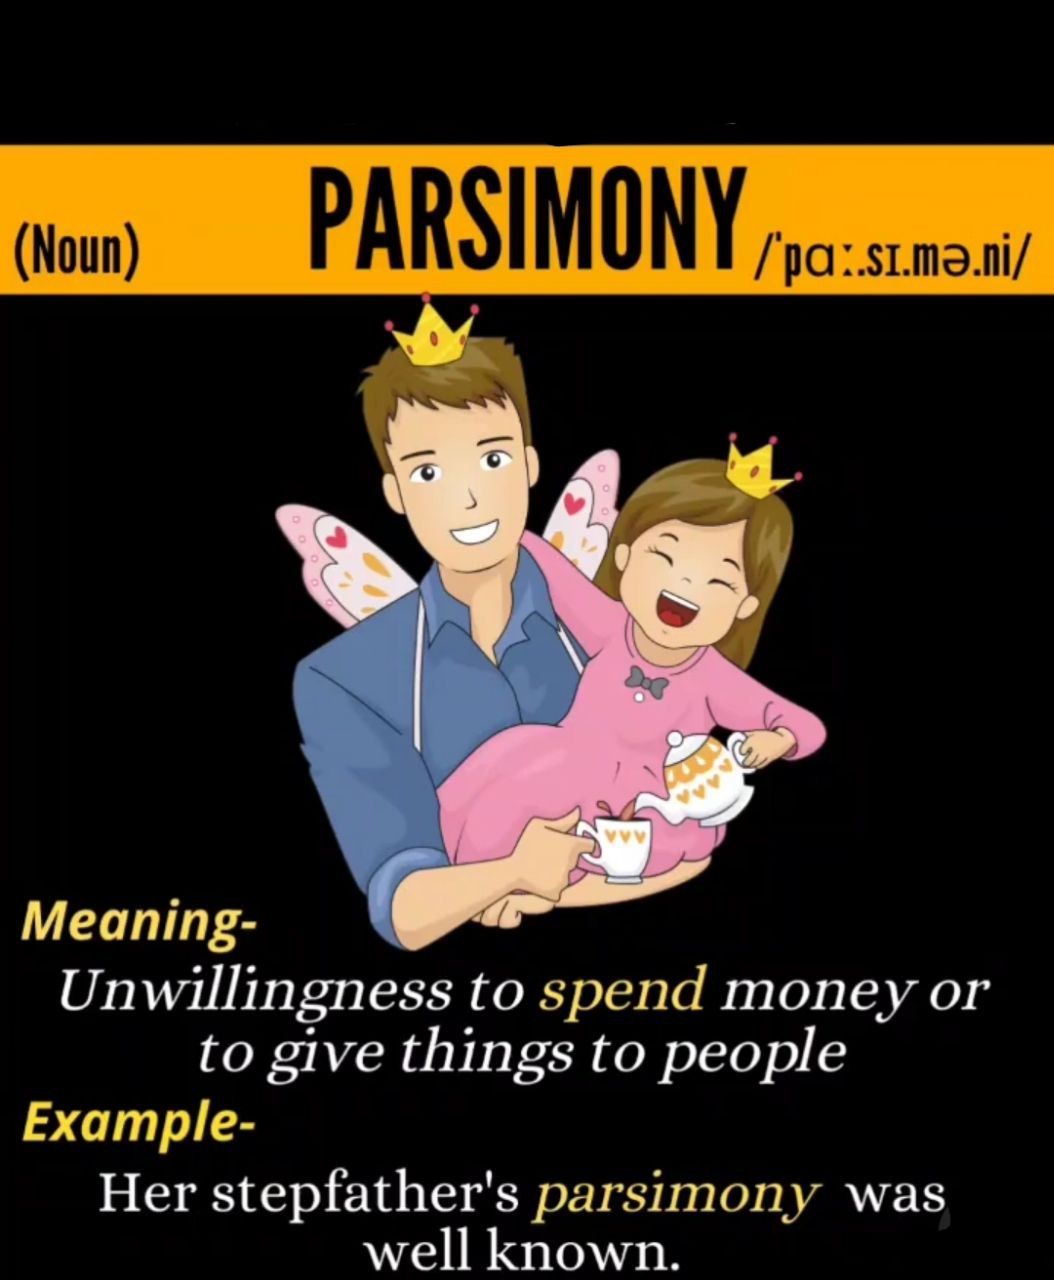 (Noun) PARSIMONY /ˈpɑː.sɪ.mə.ni/
Meaning-
Unwillingness to spend money or
to give things to people
Example-
Her stepfather's parsimony was
well known.